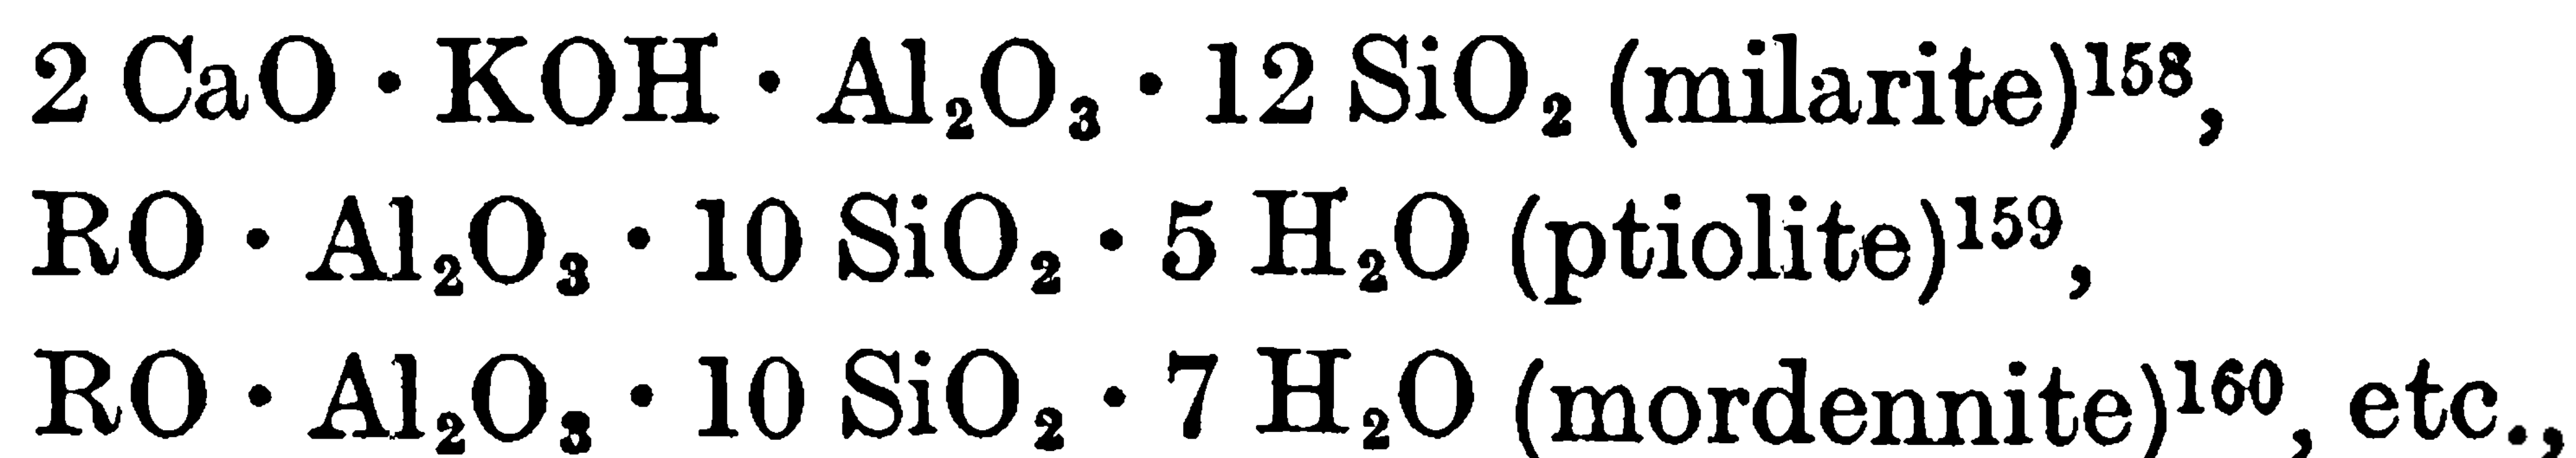 2 CaO · KOH · Al₂O₃ · 12 SiO₂ (milarite)¹⁵⁸,
RO · Al₂O₃ · 10 SiO₂ · 5 H₂O (ptiolite)¹⁵⁹,
RO · Al₂O₃ · 10 SiO₂ · 7 H₂O (mordennite)¹⁶⁰, etc.,